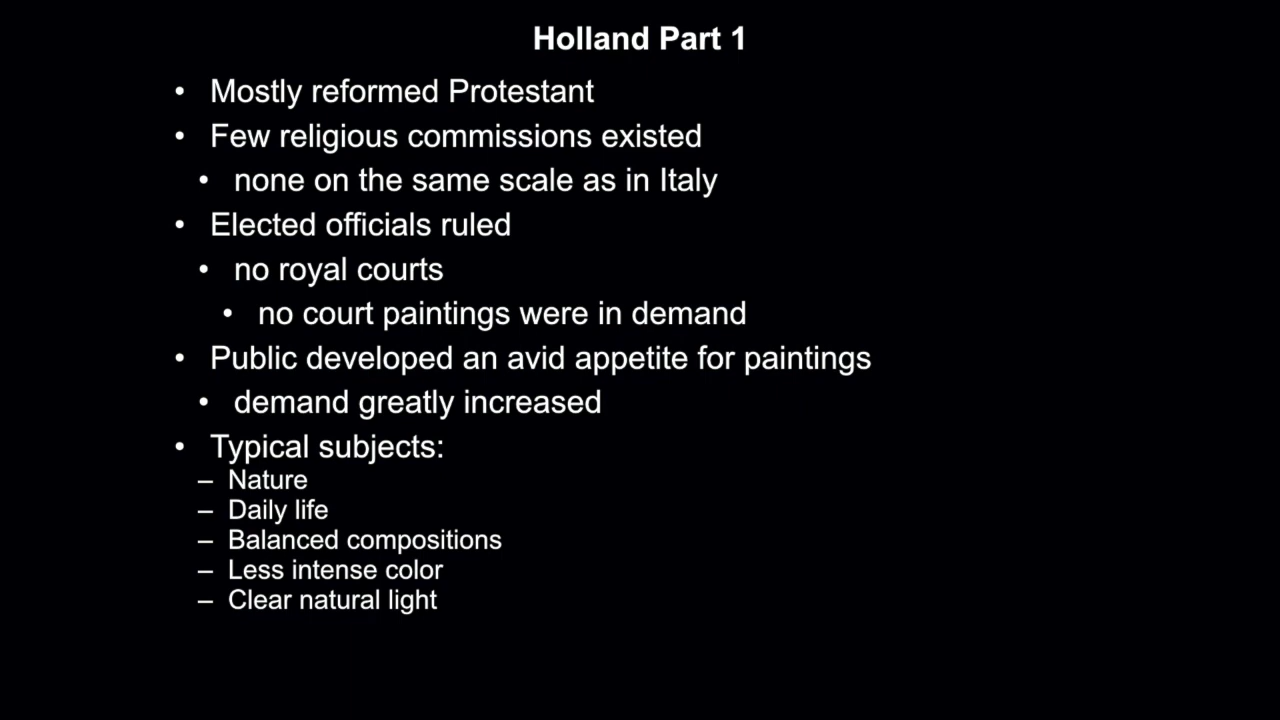 Holland Part 1
• Mostly reformed Protestant
• Few religious commissions existed
• none on the same scale as in Italy
• Elected officials ruled
• no royal courts
• no court paintings were in demand
• Public developed an avid appetite for paintings
• demand greatly increased
• Typical subjects:
– Nature
– Daily life
– Balanced compositions
– Less intense color
– Clear natural light